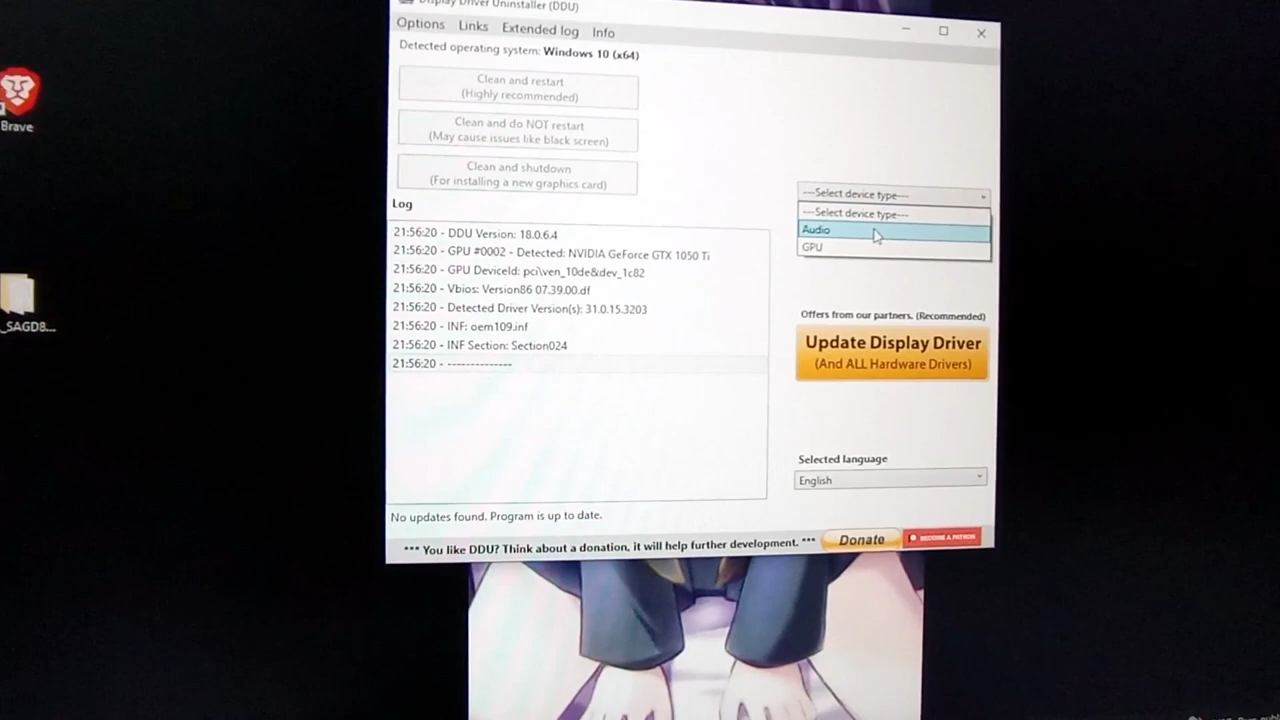 Display Driver Uninstaller (DDU)
Options Links Extended log Info
Detected operating system: Windows 10 (x64)
Clean and restart
(Highly recommended)
Clean and do NOT restart
(May cause issues like black screen)
Clean and shutdown
(For installing a new graphics card)
Log
21:56:20 - DDU Version: 18.0.6.4
21:56:20 - GPU #0002 - Detected: NVIDIA GeForce GTX 1050 Ti
21:56:20 - GPU DeviceId: pci\ven_10de&dev_1c82
21:56:20 - Vbios: Version86 07.39.00.df
21:56:20 - Detected Driver Version(s): 31.0.15.3203
21:56:20 - INF: oem109.inf
21:56:20 - INF Section: Section024
21:56:20 - --------------
No updates found. Program is up to date.
---Select device type---
---Select device type---
Audio
GPU
Offers from our partners. (Recommended)
Update Display Driver
(And ALL Hardware Drivers)
Selected language
English
*** You like DDU? Think about a donation, it will help further development. ***
Donate
BECOME A PATRON
Brave
_SAGD8...